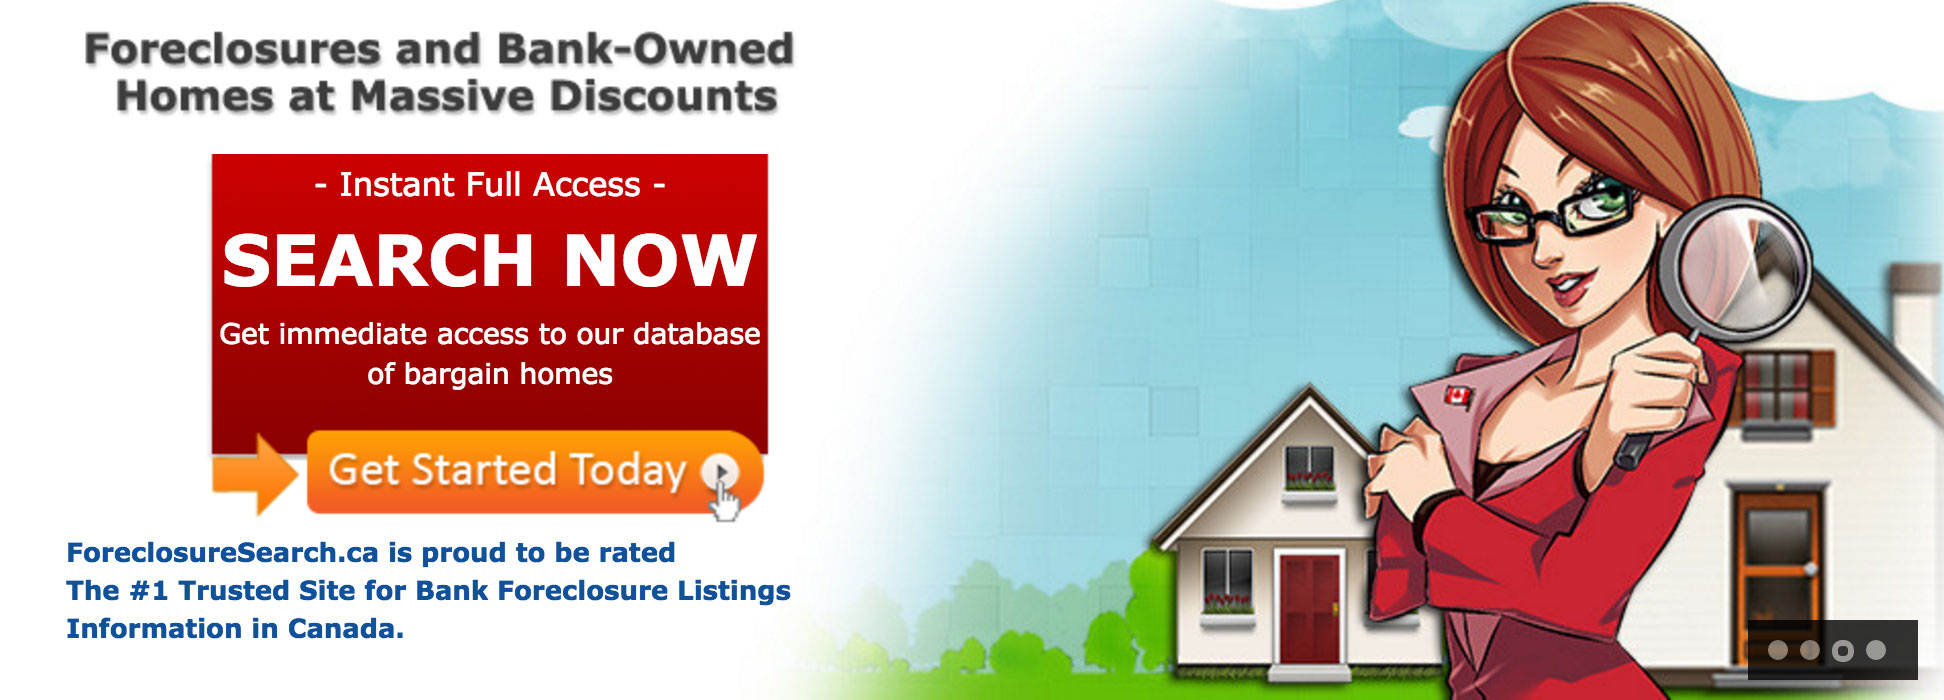 Foreclosures and Bank-Owned
Homes at Massive Discounts
- Instant Full Access -
SEARCH NOW
Get immediate access to our database
of bargain homes
Get Started Today
ForeclosureSearch.ca is proud to be rated
The #1 Trusted Site for Bank Foreclosure Listings
Information in Canada.